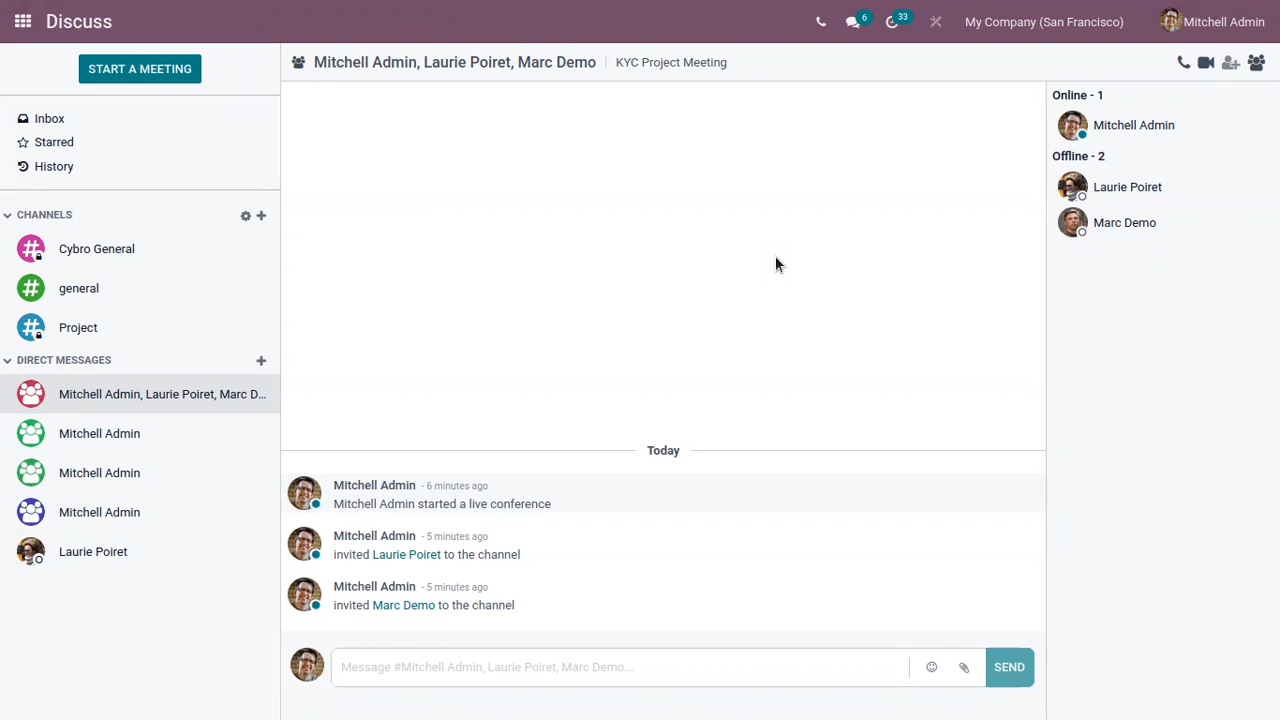 Discuss
6
33
My Company (San Francisco)
Mitchell Admin
START A MEETING
Inbox
Starred
History
CHANNELS
Cybro General
general
Project
DIRECT MESSAGES
Mitchell Admin, Laurie Poiret, Marc D...
Mitchell Admin
Mitchell Admin
Mitchell Admin
Laurie Poiret
Mitchell Admin, Laurie Poiret, Marc Demo
KYC Project Meeting
Today
Mitchell Admin - 6 minutes ago
Mitchell Admin started a live conference
Mitchell Admin - 5 minutes ago
invited Laurie Poiret to the channel
Mitchell Admin - 5 minutes ago
invited Marc Demo to the channel
Message #Mitchell Admin, Laurie Poiret, Marc Demo...
SEND
Online - 1
Mitchell Admin
Offline - 2
Laurie Poiret
Marc Demo